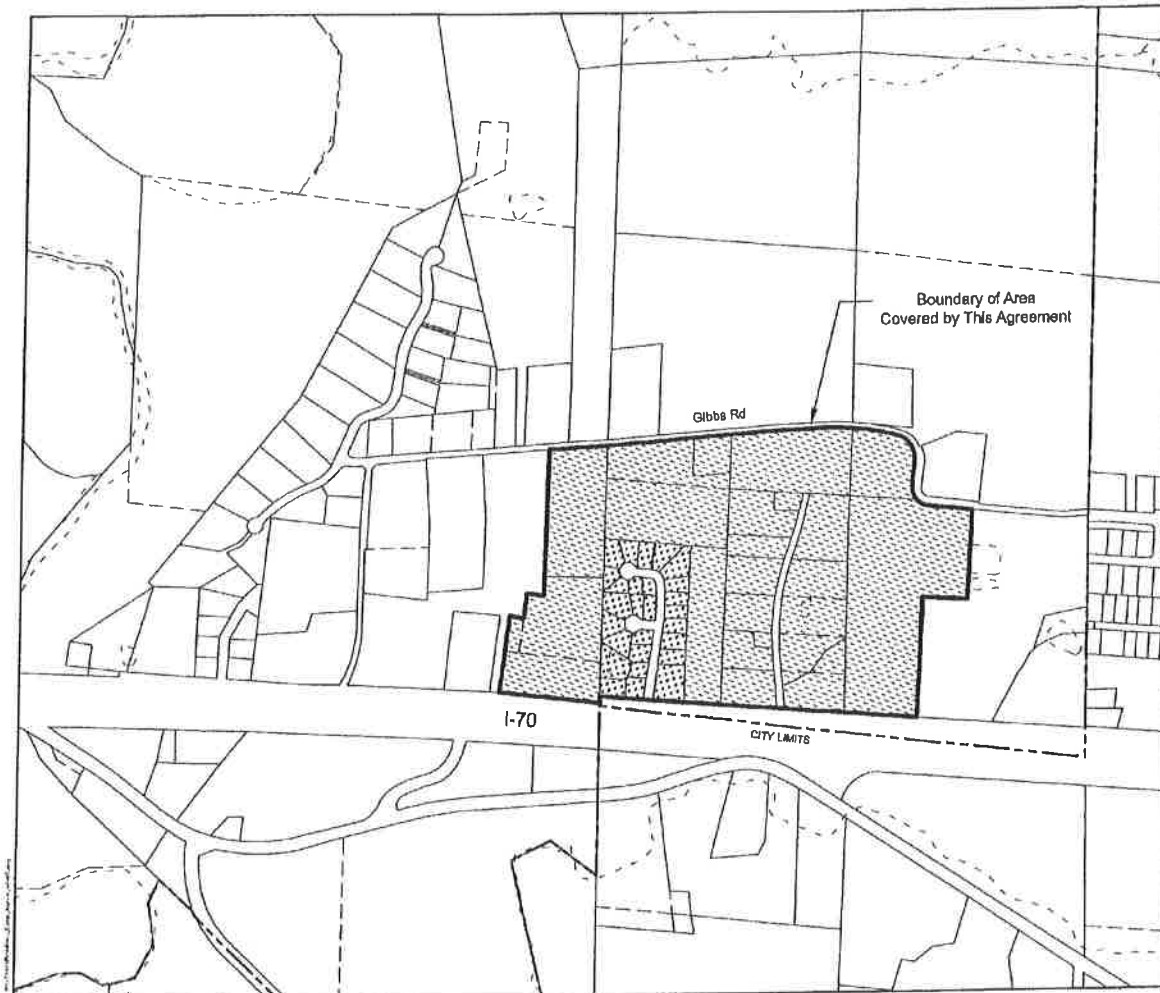 Boundary of Area
Covered by This Agreement
Gibbs Rd
I-70
CITY LIMITS